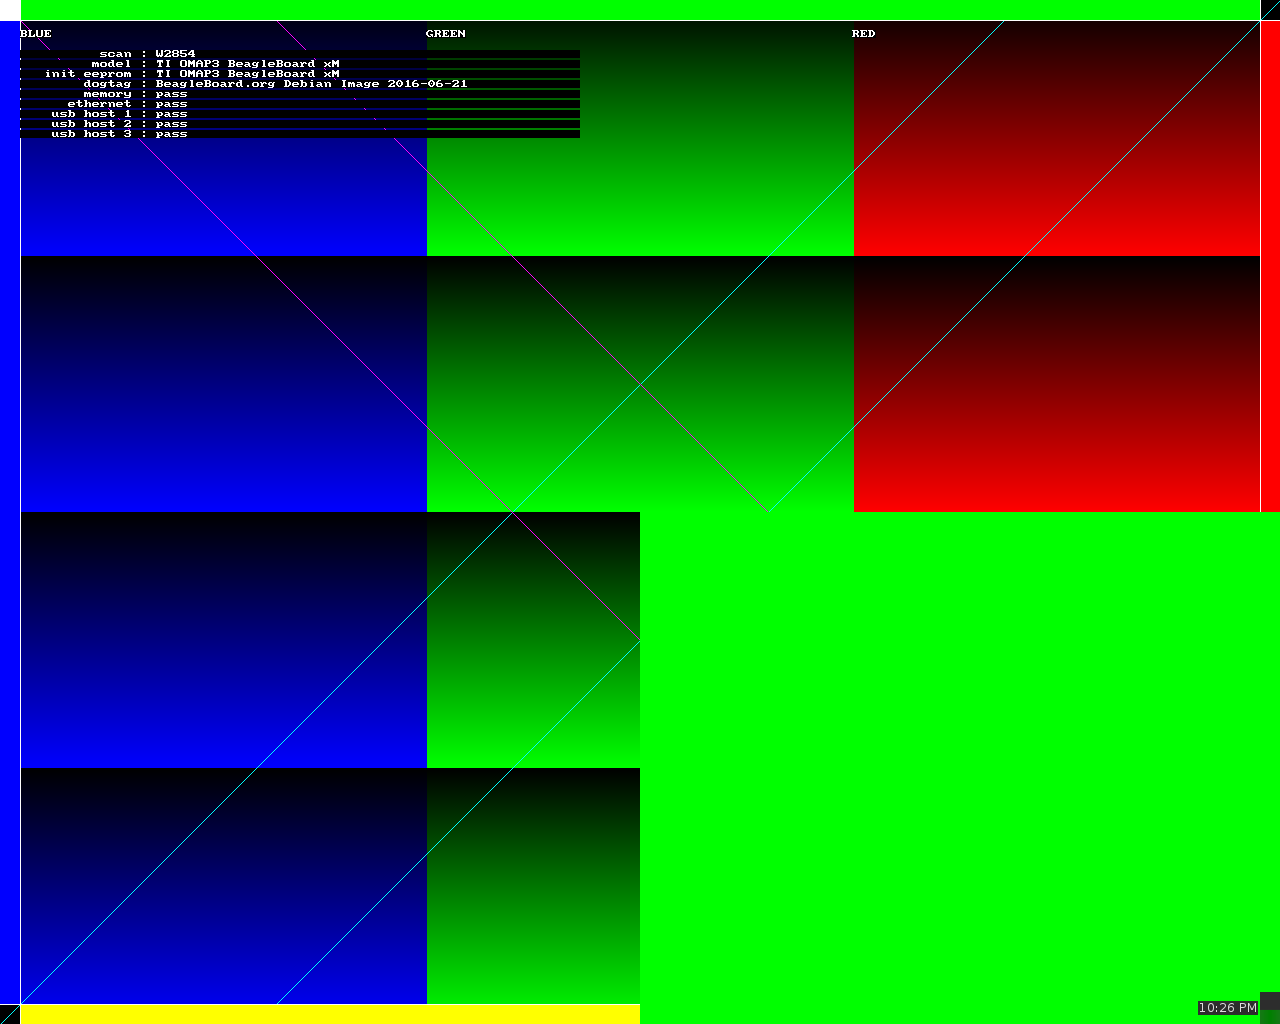 BLUE GREEN RED
scan : W2854
model : TI OMAP3 BeagleBoard xM
init eeprom : TI OMAP3 BeagleBoard xM
dogtag : BeagleBoard.org Debian Image 2016-06-21
memory : pass
ethernet : pass
usb host 1 : pass
usb host 2 : pass
usb host 3 : pass
10:26 PM